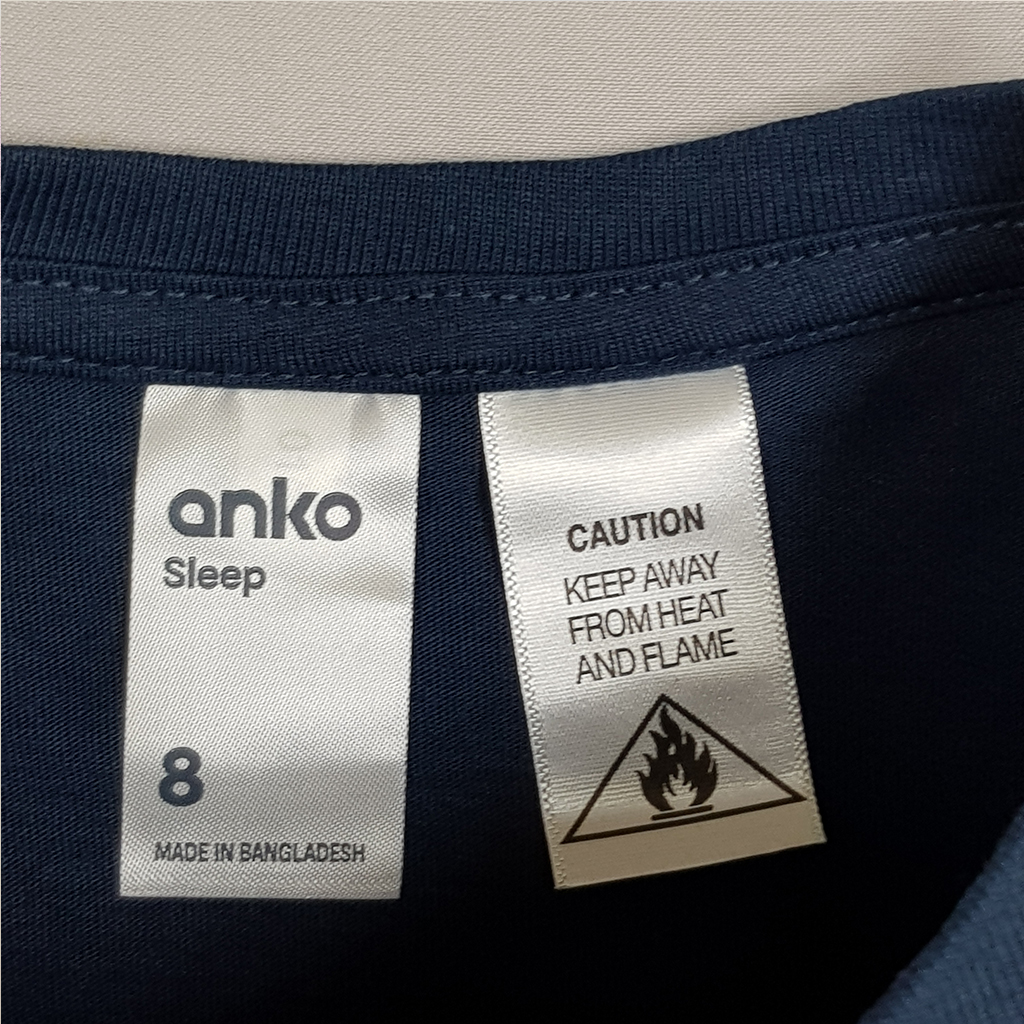 anko
Sleep
8
MADE IN BANGLADESH
CAUTION
KEEP AWAY
FROM HEAT
AND FLAME